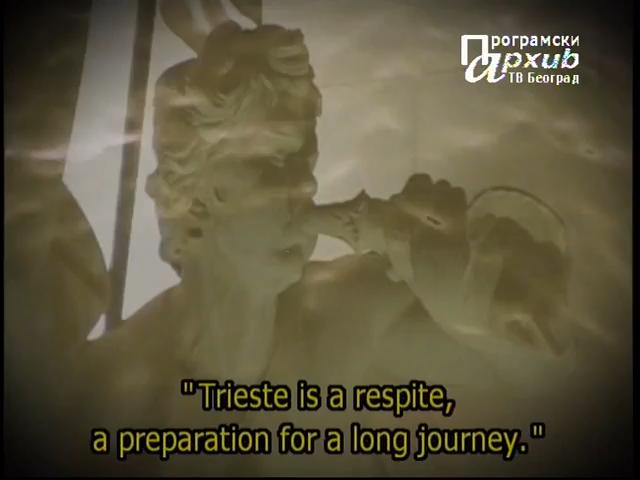 Програмски
архив
ТВ Београд
"Trieste is a respite,
a preparation for a long journey."